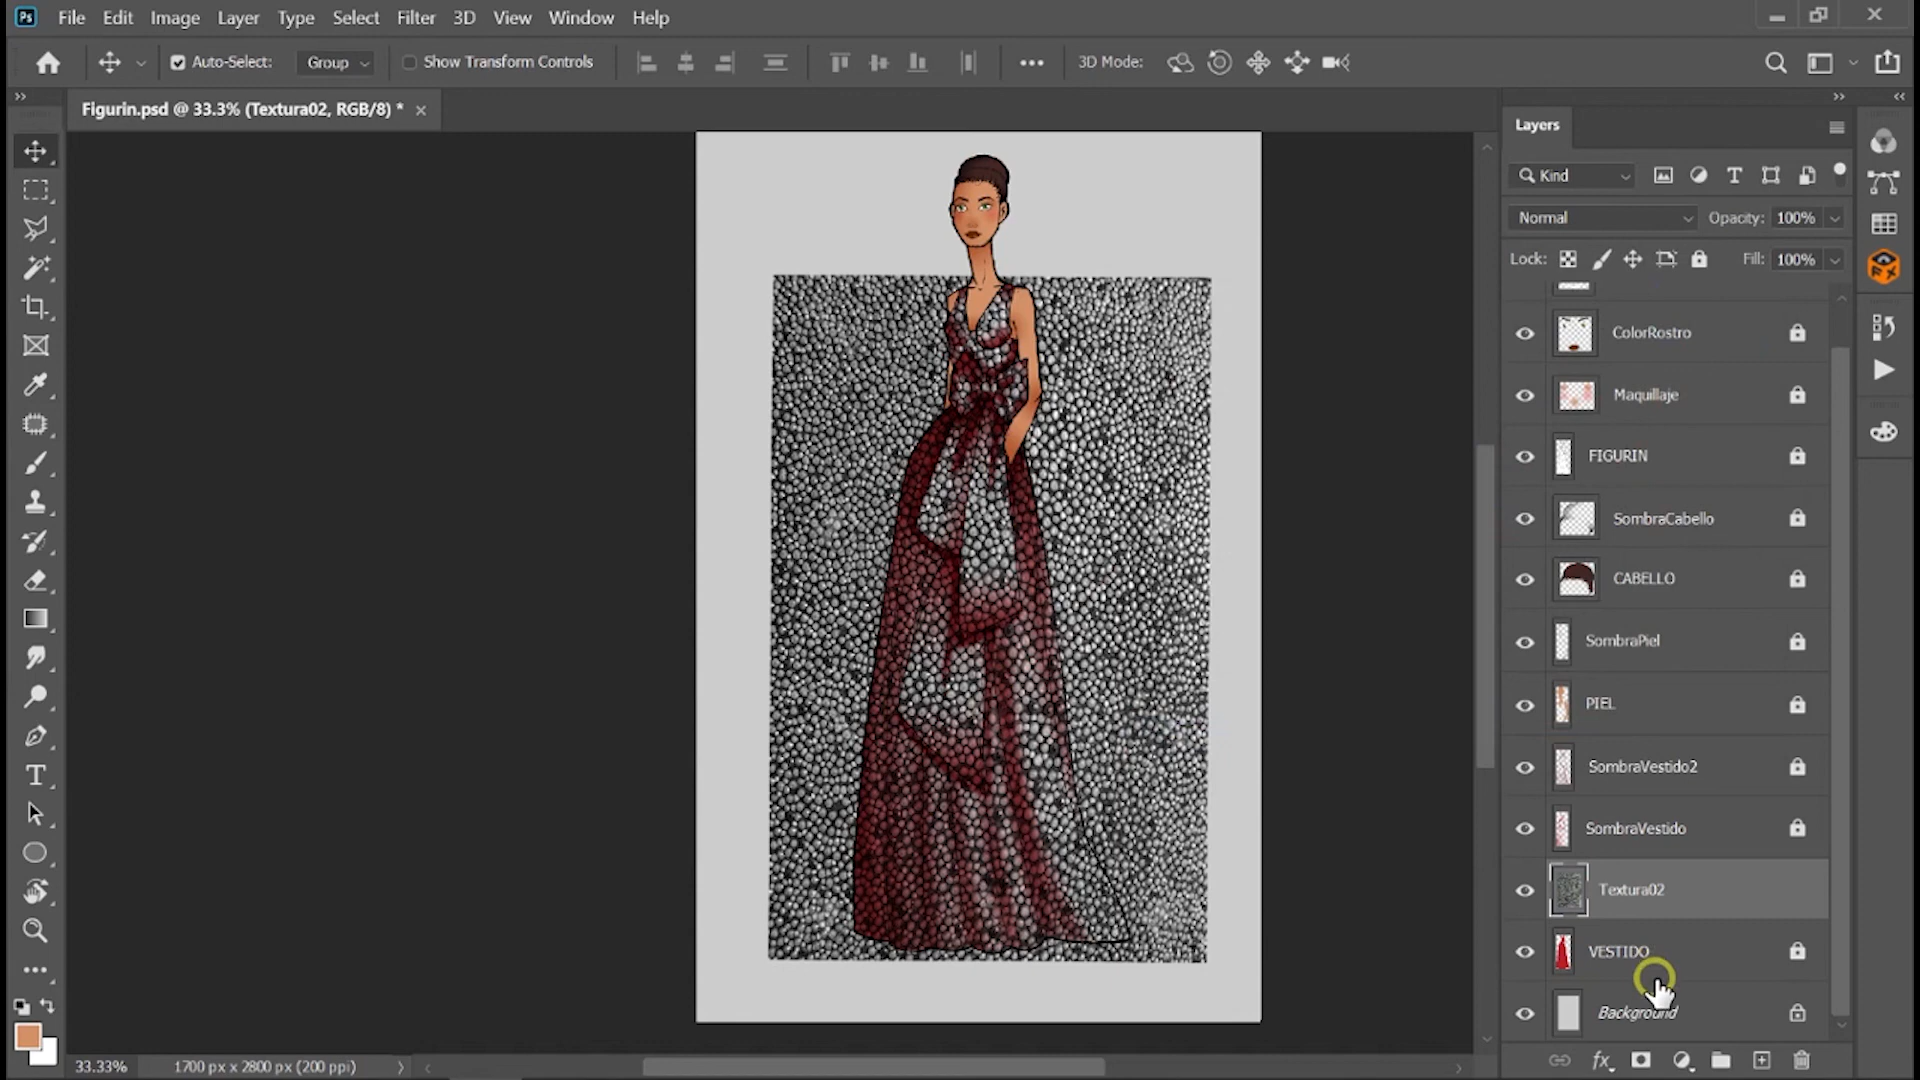 Ps File Edit Image Layer Type Select Filter 3D View Window Help
Auto-Select: Group Show Transform Controls 3D Mode:
Figurin.psd @ 33.3% (Textura02, RGB/8) *
Layers
Kind
Normal Opacity: 100%
Lock: Fill: 100%
ColorRostro
Maquillaje
FIGURIN
SombraCabello
CABELLO
SombraPiel
PIEL
SombraVestido2
SombraVestido
Textura02
VESTIDO
Background
fx
33.33% 1700 px x 2800 px (200 ppi)